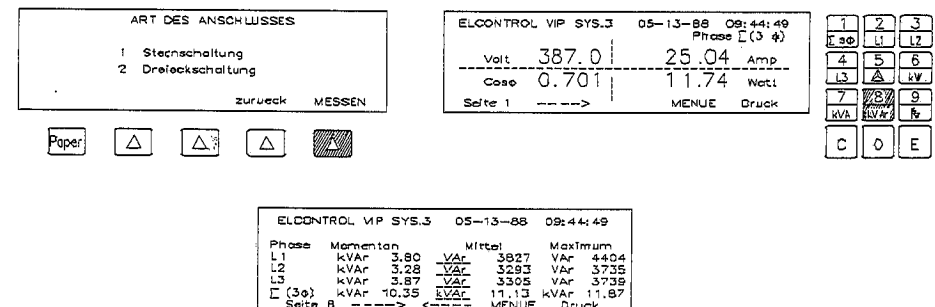 ART DES ANSCHLUSSES
1 Sternschaltung
2 Dreieckschaltung
zurueck MESSEN
Paper
ELCONTROL VIP SYS.3 05-13-88 09:44:49
Phase ∑(3 ϕ)
Volt 387.0 25.04 Amp
Cosϕ 0.701 11.74 Watt
Seite 1 ----> MENUE Druck
1 2 3
∑3Φ L1 L2
4 5 6
L3 kW
7 8 9
kVA kVAr
C O E
ELCONTROL VIP SYS.3 05-13-88 09:44:49
Phase Momentan Mittel Maximum
L1 kVAr 3.80 VAr 3827 VAr 4404
L2 kVAr 3.28 VAr 3293 VAr 3735
L3 kVAr 3.87 VAr 3305 VAr 3739
∑ (3ϕ) kVAr 10.35 kVAr 11.13 kVAr 11.87
Seite 8 ----> <---- MENUE Druck